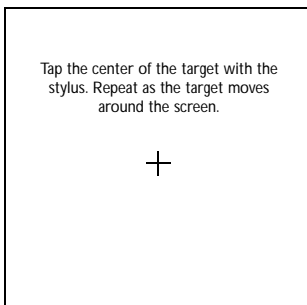 Tap the center of the target with the
stylus. Repeat as the target moves
around the screen.